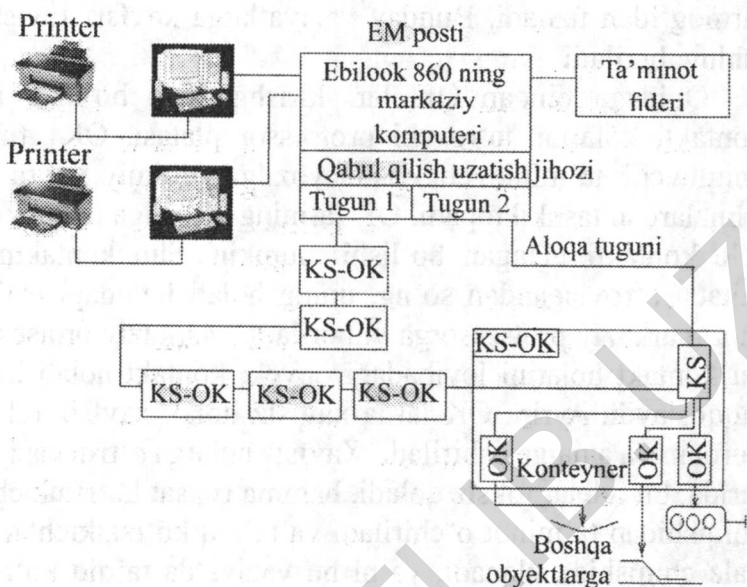 Printer
EM posti
Ebilook 860 ning
markaziy
komputeri
Ta'minot
fideri
Printer
Qabul qilish uzatish jihozi
Tugun 1
Tugun 2
Aloqa tuguni
KS-OK
KS-OK
KS-OK
KS
KS-OK
KS-OK
KS-OK
OK
Konteyner
OK
OK
OOO
Boshqa
obyektlarga